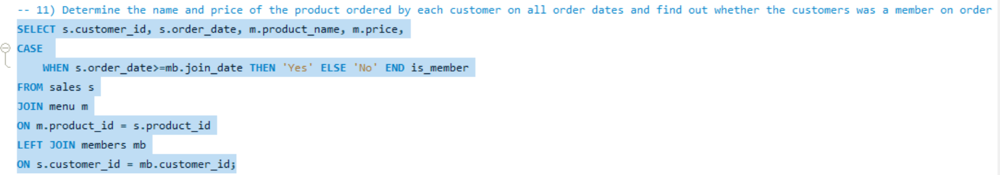 -- 11) Determine the name and price of the product ordered by each customer on all order dates and find out whether the customers was a member on order
SELECT s.customer_id, s.order_date, m.product_name, m.price,
CASE
    WHEN s.order_date>=mb.join_date THEN 'Yes' ELSE 'No' END is_member
FROM sales s
JOIN menu m
ON m.product_id = s.product_id
LEFT JOIN members mb
ON s.customer_id = mb.customer_id;